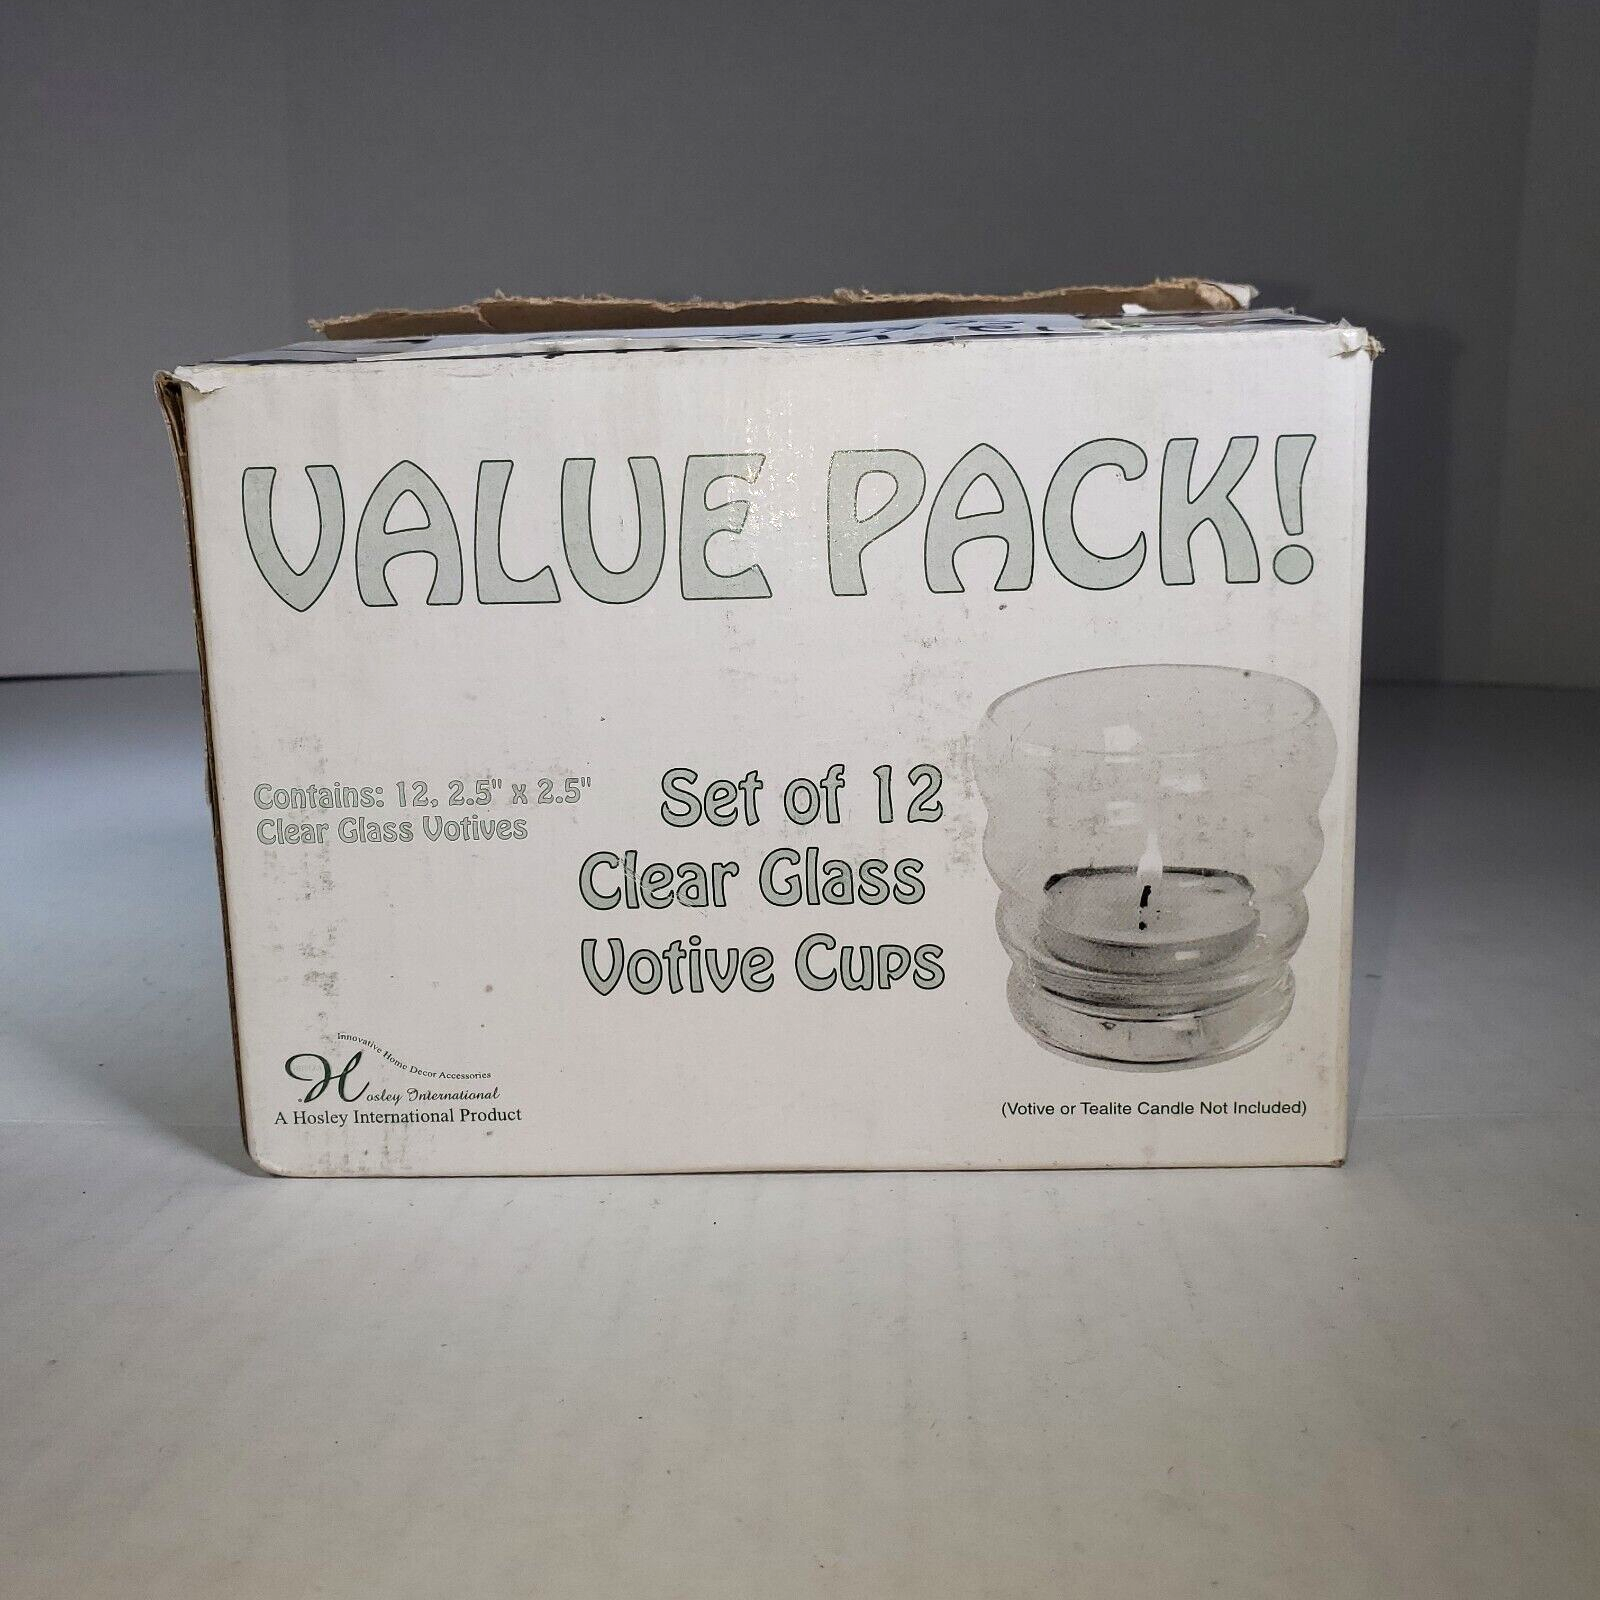 VALUE PACK!
Contains: 12, 2.5" x 2.5"
Clear Glass Votives
Set of 12
Clear Glass
Votive Cups
Innovative Home Decor Accessories
Hosley International
A Hosley International Product
(Votive or Tealite Candle Not Included)